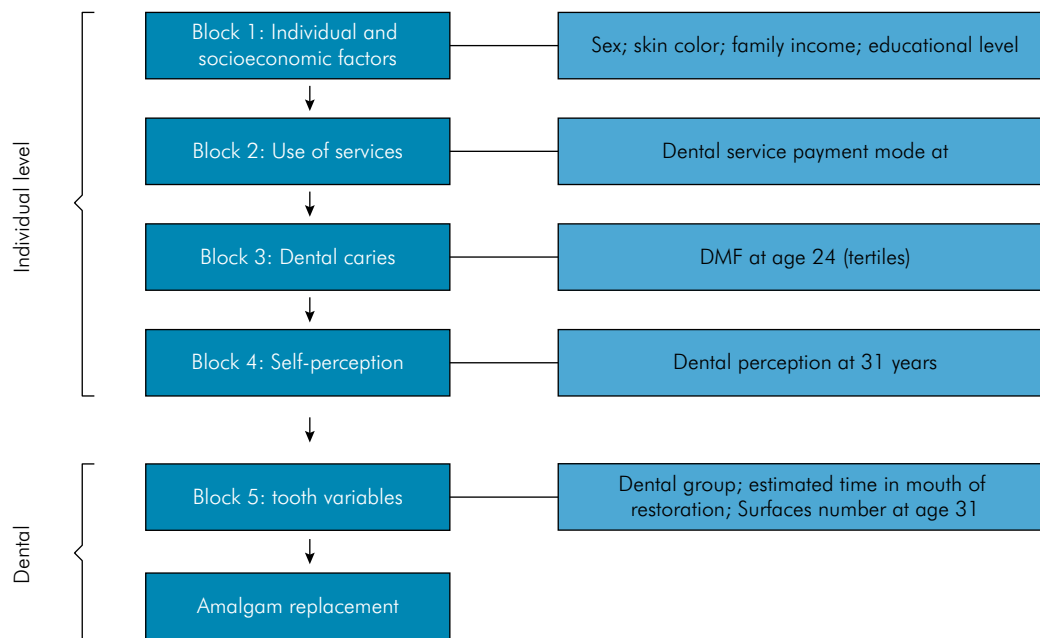 Individual level
Block 1: Individual and
socioeconomic factors
Sex; skin color; family income; educational level
Block 2: Use of services
Dental service payment mode at
Block 3: Dental caries
DMF at age 24 (tertiles)
Block 4: Self-perception
Dental perception at 31 years
Dental
Block 5: tooth variables
Dental group; estimated time in mouth of
restoration; Surfaces number at age 31
Amalgam replacement